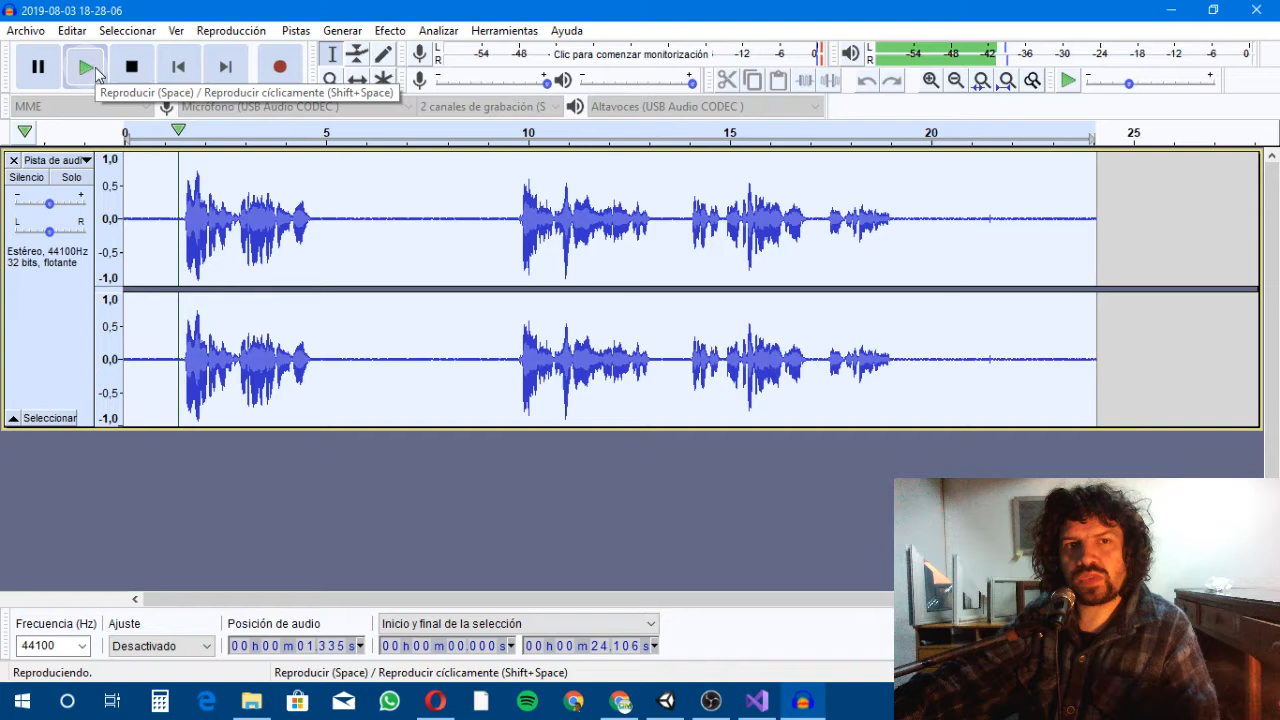 2019-08-03 18-28-06
Archivo Editar Seleccionar Ver Reproducción Pistas Generar Efecto Analizar Herramientas Ayuda
L R -54 -48 Clic para comenzar monitorización -12 -6 0 L R -54 -48 -42 -36 -30 -24 -18 -12 -6 0
- + - + - +
Reproducir (Space) / Reproducir cíclicamente (Shift+Space)
MME Micrófono (USB Audio CODEC ) 2 canales de grabación (S Altavoces (USB Audio CODEC )
0 5 10 15 20 25
Pista de audi
Silencio Solo
- +
L R
Estéreo, 44100Hz
32 bits, flotante
1,0
0,5
0,0
-0,5
-1,0
1,0
0,5
0,0
-0,5
-1,0
Seleccionar
Frecuencia (Hz) Ajuste Posición de audio Inicio y final de la selección
44100 Desactivado 00 h 00 m 01.335 s 00 h 00 m 00.000 s 00 h 00 m 24.106 s
Reproduciendo. Reproducir (Space) / Reproducir cíclicamente (Shift+Space)